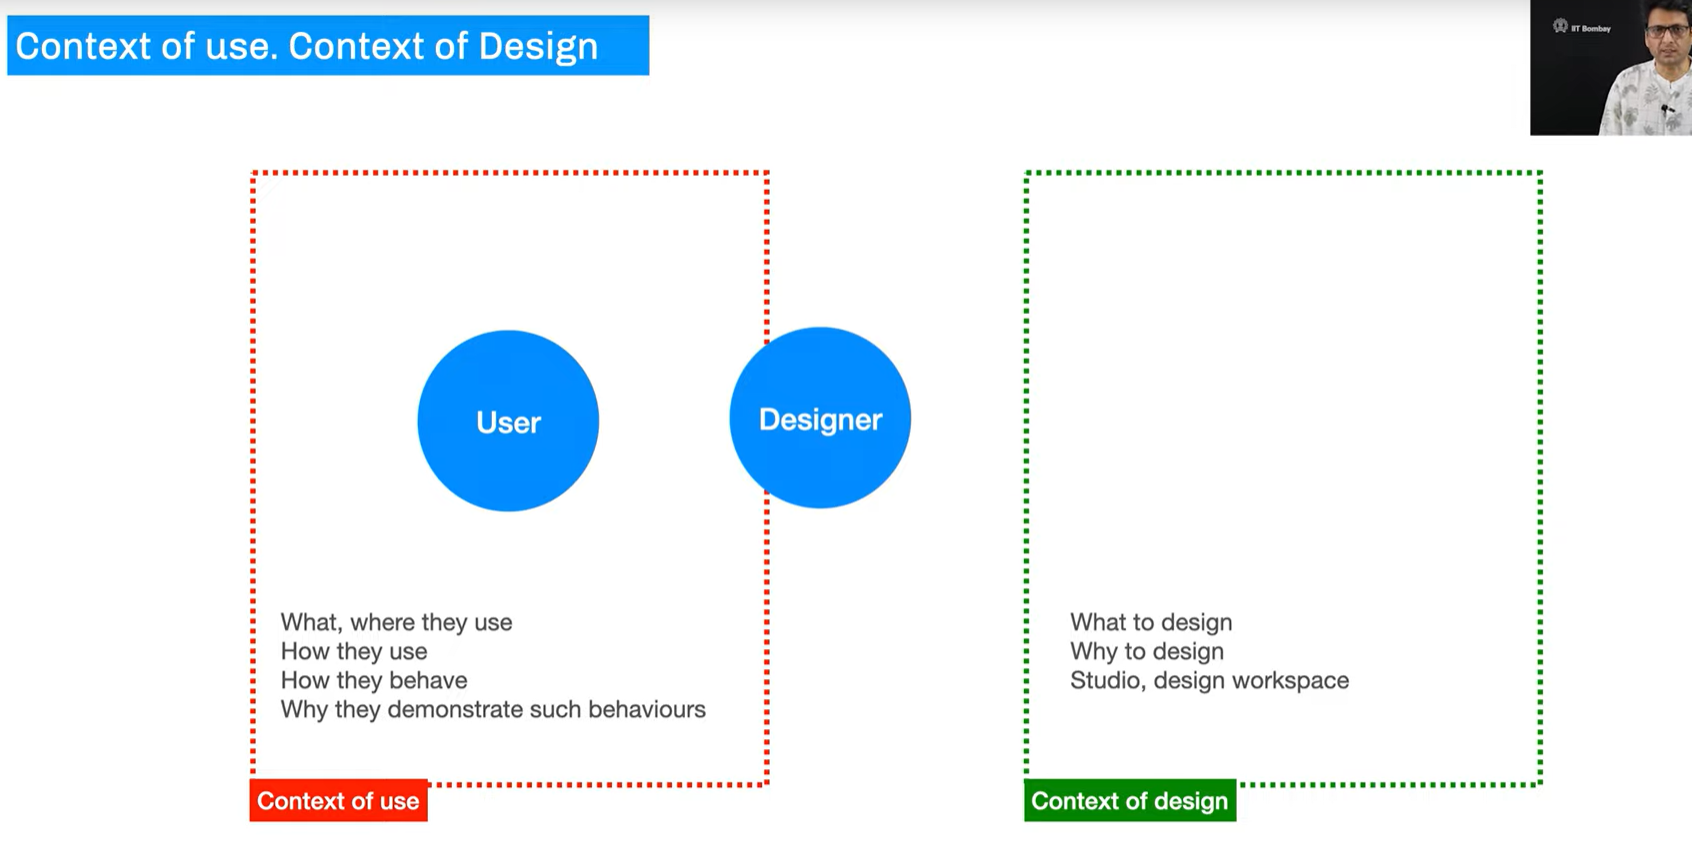 Context of use. Context of Design
IIT Bombay
User
Designer
What, where they use
How they use
How they behave
Why they demonstrate such behaviours
Context of use
What to design
Why to design
Studio, design workspace
Context of design